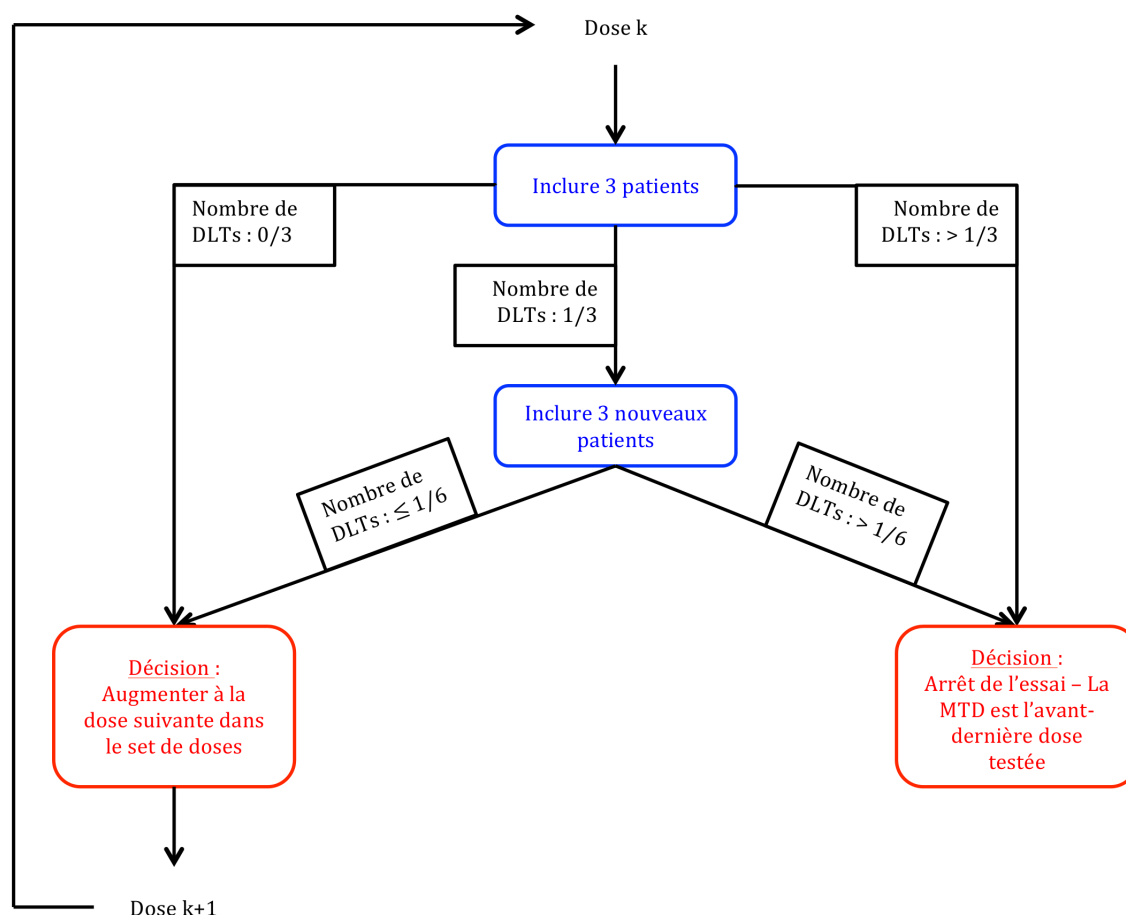 Dose k
Inclure 3 patients
Nombre de
DLTs : 0/3
Nombre de
DLTs : > 1/3
Nombre de
DLTs : 1/3
Inclure 3 nouveaux
patients
Nombre de
DLTs : ≤ 1/6
Nombre de
DLTs : > 1/6
Décision :
Augmenter à la
dose suivante dans
le set de doses
Décision :
Arrêt de l’essai – La
MTD est l’avant-
dernière dose
testée
Dose k+1